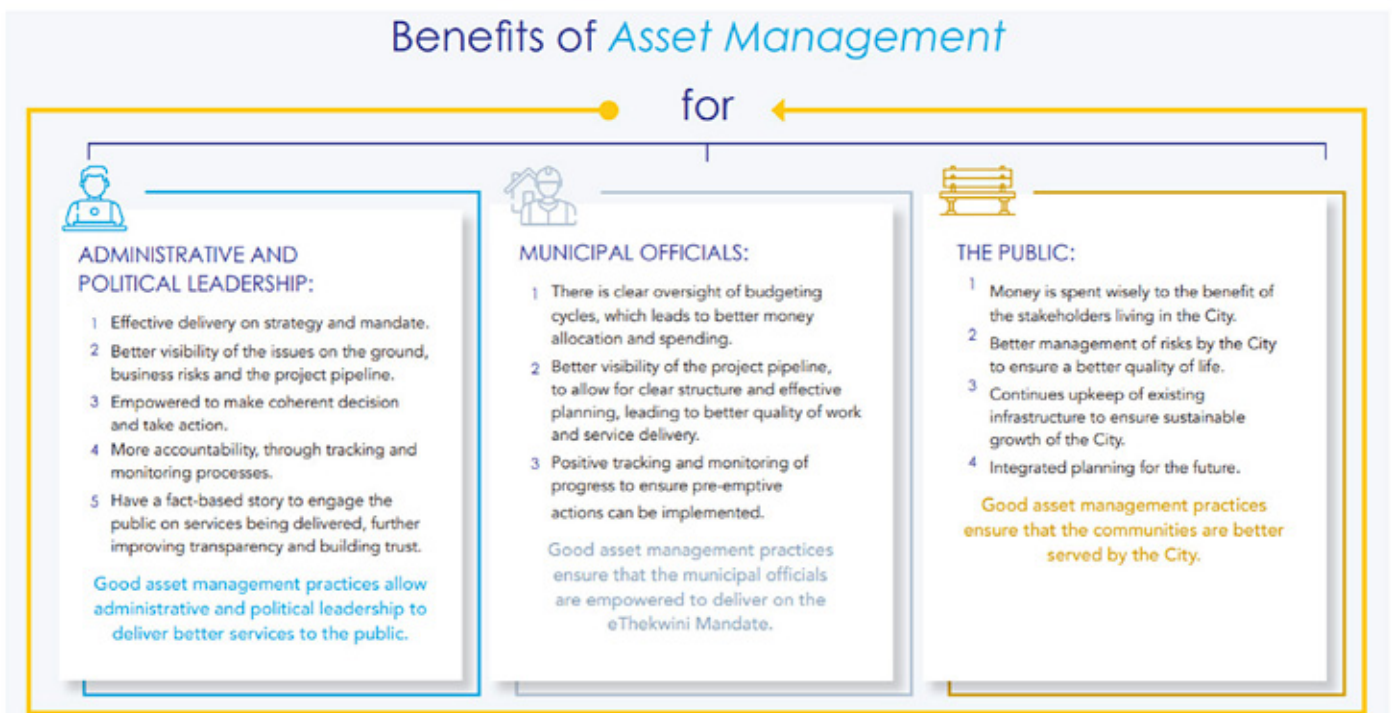 Benefits of Asset Management
for
ADMINISTRATIVE AND
POLITICAL LEADERSHIP:
1 Effective delivery on strategy and mandate.
2 Better visibility of the issues on the ground,
business risks and the project pipeline.
3 Empowered to make coherent decision
and take action.
4 More accountability, through tracking and
monitoring processes.
5 Have a fact-based story to engage the
public on services being delivered, further
improving transparency and building trust.
Good asset management practices allow
administrative and political leadership to
deliver better services to the public.
MUNICIPAL OFFICIALS:
1 There is clear oversight of budgeting
cycles, which leads to better money
allocation and spending.
2 Better visibility of the project pipeline,
to allow for clear structure and effective
planning, leading to better quality of work
and service delivery.
3 Positive tracking and monitoring of
progress to ensure pre-emptive
actions can be implemented.
Good asset management practices
ensure that the municipal officials
are empowered to deliver on the
eThekwini Mandate.
THE PUBLIC:
1 Money is spent wisely to the benefit of
the stakeholders living in the City.
2 Better management of risks by the City
to ensure a better quality of life.
3 Continues upkeep of existing
infrastructure to ensure sustainable
growth of the City.
4 Integrated planning for the future.
Good asset management practices
ensure that the communities are better
served by the City.